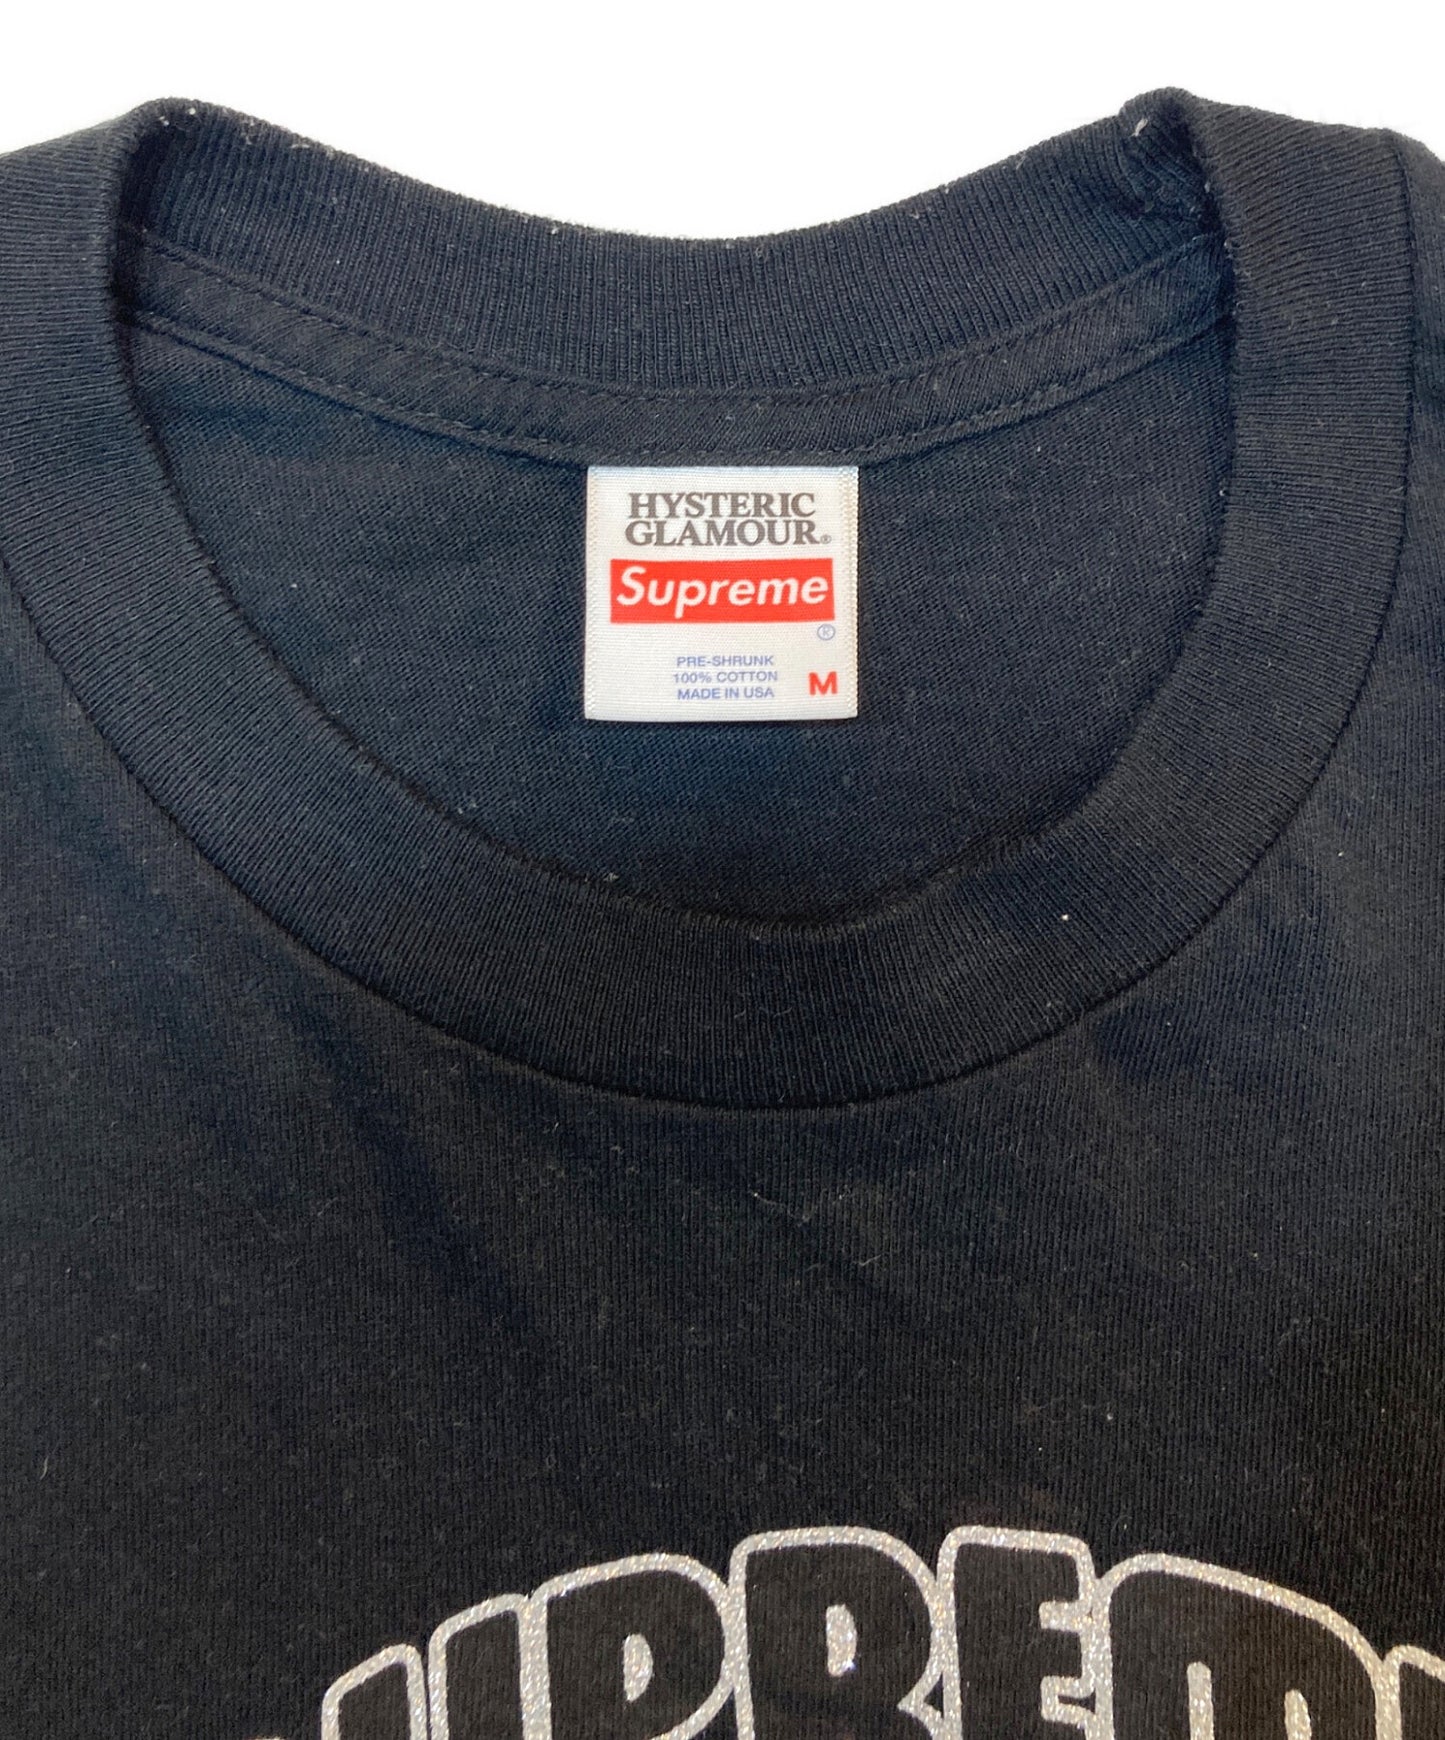 HYSTERIC
GLAMOUR®
Supreme
®
PRE-SHRUNK
100% COTTON
MADE IN USA
M